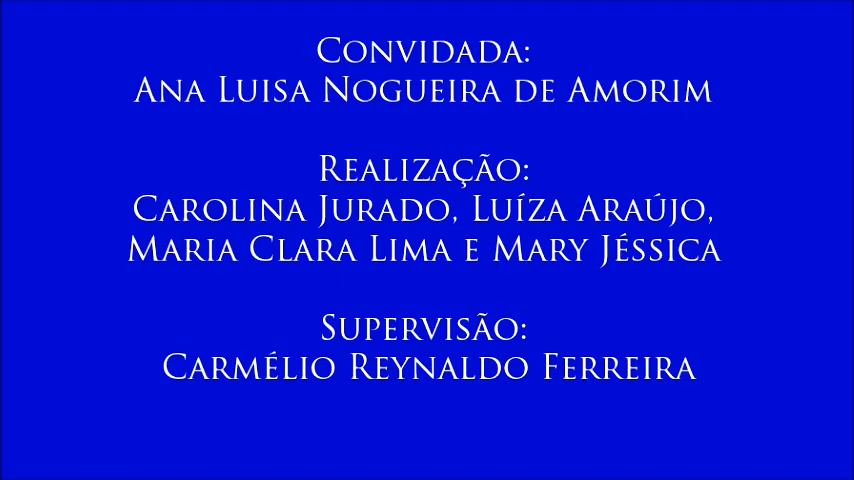 Convidada:
Ana Luisa Nogueira de Amorim
Realização:
Carolina Jurado, Luíza Araújo,
Maria Clara Lima e Mary Jéssica
Supervisão:
Carmélio Reynaldo Ferreira